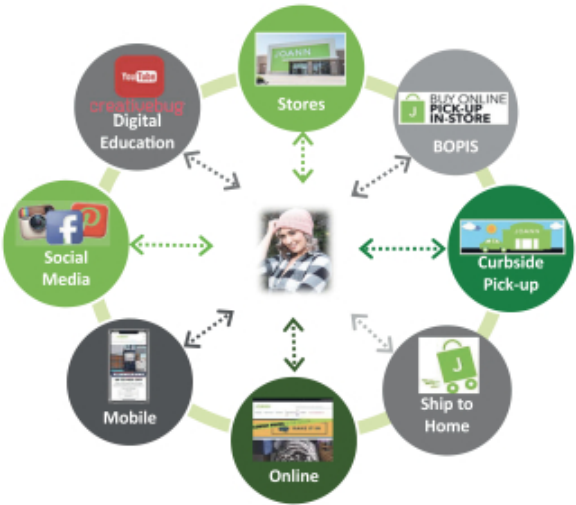 JOANN
Stores
BUY ONLINE
PICK-UP
IN-STORE
J
BOPIS
JOANN
Curbside
Pick-up
J
Ship to
Home
Online
Mobile
Social
Media
YouTube
creativebug
Digital
Education